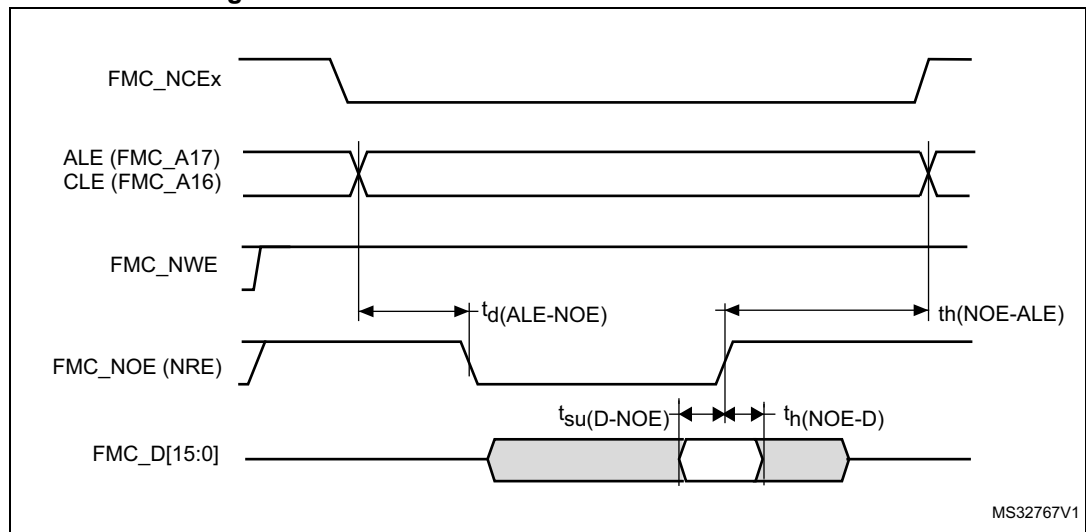 FMC_NCEx
ALE (FMC_A17)
CLE (FMC_A16)
FMC_NWE
td(ALE-NOE)
th(NOE-ALE)
FMC_NOE (NRE)
tsu(D-NOE)
th(NOE-D)
FMC_D[15:0]
MS32767V1